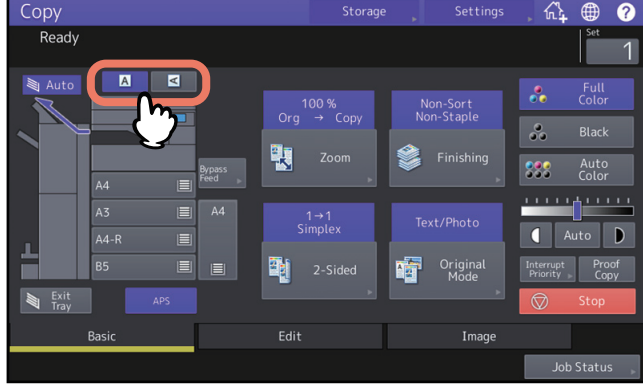 Copy
Storage
Settings
?
Ready
Set
1
Auto
A
A
100 %
Org → Copy
Zoom
Non-Sort
Non-Staple
Finishing
Full
Color
Black
Auto
Color
Bypass
Feed
A4
A3
A4-R
B5
A4
1→1
Simplex
2-Sided
Text/Photo
Original
Mode
Auto
Interrupt
Priority
Proof
Copy
Exit
Tray
APS
Stop
Basic
Edit
Image
Job Status